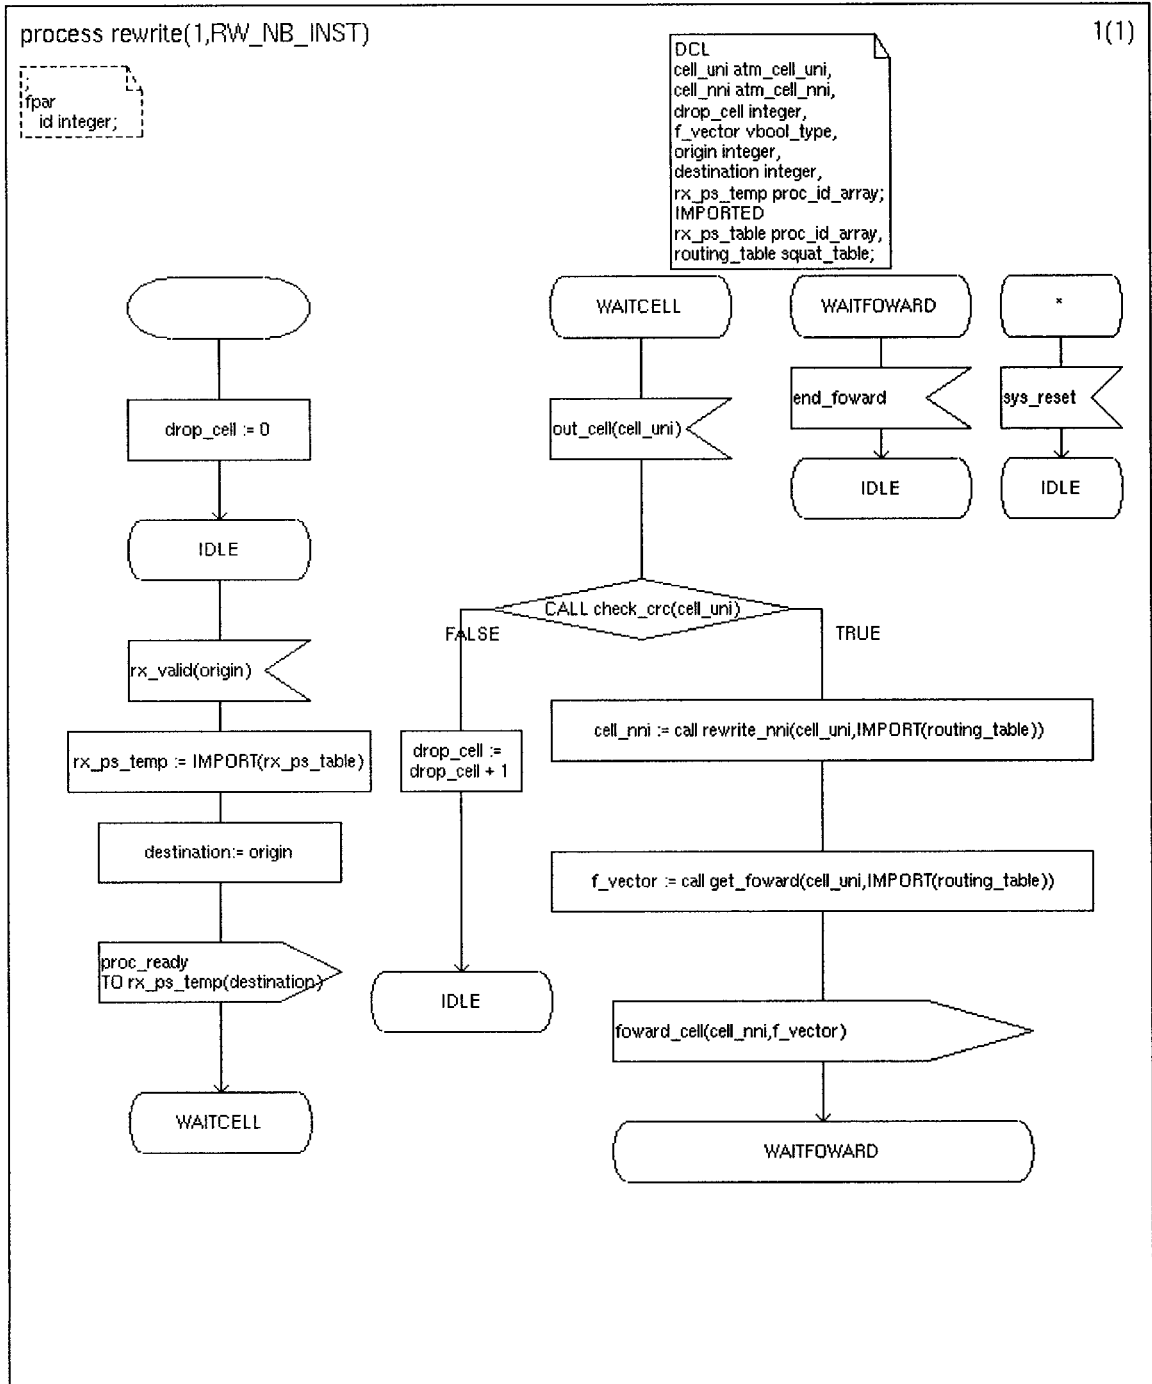 process rewrite(1,RW_NB_INST)
1(1)
;
fpar
id integer;
DCL
cell_uni atm_cell_uni,
cell_nni atm_cell_nni,
drop_cell integer,
f_vector vbool_type,
origin integer,
destination integer,
rx_ps_temp proc_id_array;
IMPORTED
rx_ps_table proc_id_array,
routing_table squat_table;
drop_cell := 0
IDLE
rx_valid(origin)
rx_ps_temp := IMPORT(rx_ps_table)
destination:= origin
proc_ready
TO rx_ps_temp(destination)
WAITCELL
WAITCELL
out_cell(cell_uni)
CALL check_crc(cell_uni)
FALSE
drop_cell :=
drop_cell + 1
IDLE
TRUE
cell_nni := call rewrite_nni(cell_uni,IMPORT(routing_table))
f_vector := call get_foward(cell_uni,IMPORT(routing_table))
foward_cell(cell_nni,f_vector)
WAITFOWARD
WAITFOWARD
end_foward
IDLE
*
sys_reset
IDLE